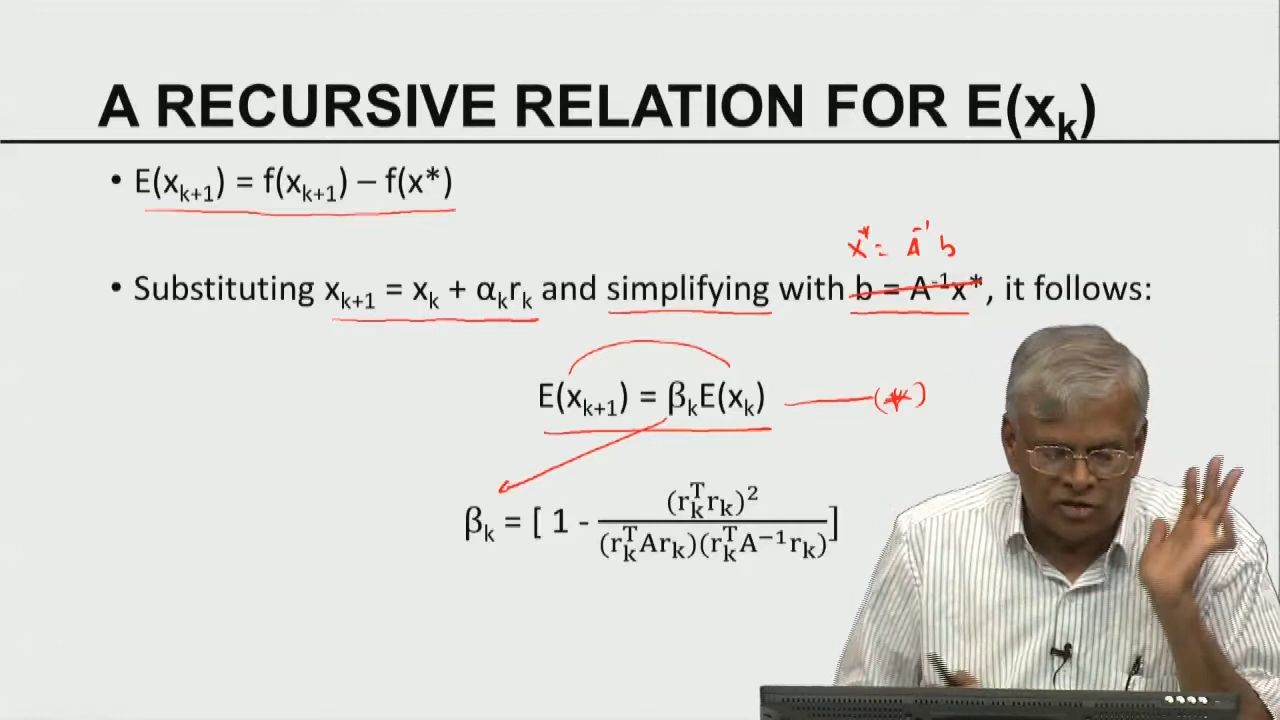 A RECURSIVE RELATION FOR E(xₖ)
• E(xₖ₊₁) = f(xₖ₊₁) – f(x*)
x* = A⁻¹ b
• Substituting xₖ₊₁ = xₖ + αₖrₖ and simplifying with b = A⁻¹x*, it follows:
E(xₖ₊₁) = βₖE(xₖ) (*)
βₖ = [ 1 - (rₖᵀrₖ)² / (rₖᵀArₖ)(rₖᵀA⁻¹rₖ) ]